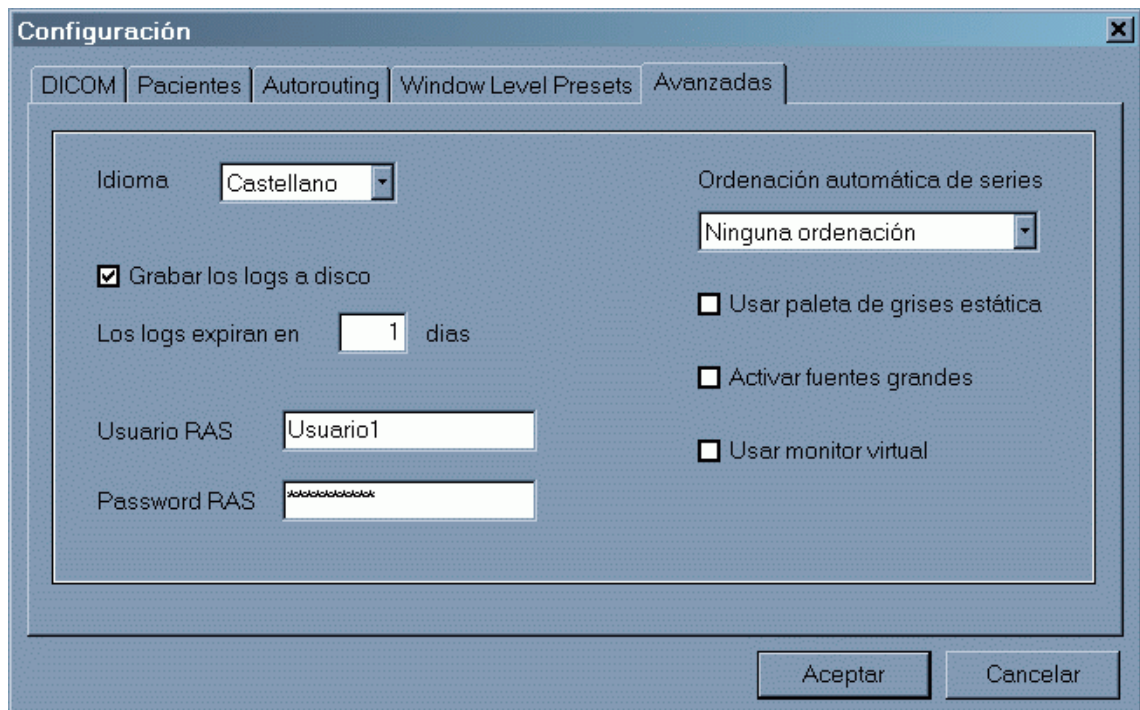 Configuración
DICOM Pacientes Autorouting Window Level Presets Avanzadas
Idioma Castellano
Ordenación automática de series
Ninguna ordenación
Grabar los logs a disco
Usar paleta de grises estática
Los logs expiran en 1 dias
Activar fuentes grandes
Usuario RAS Usuario1
Usar monitor virtual
Password RAS ***********
Aceptar Cancelar